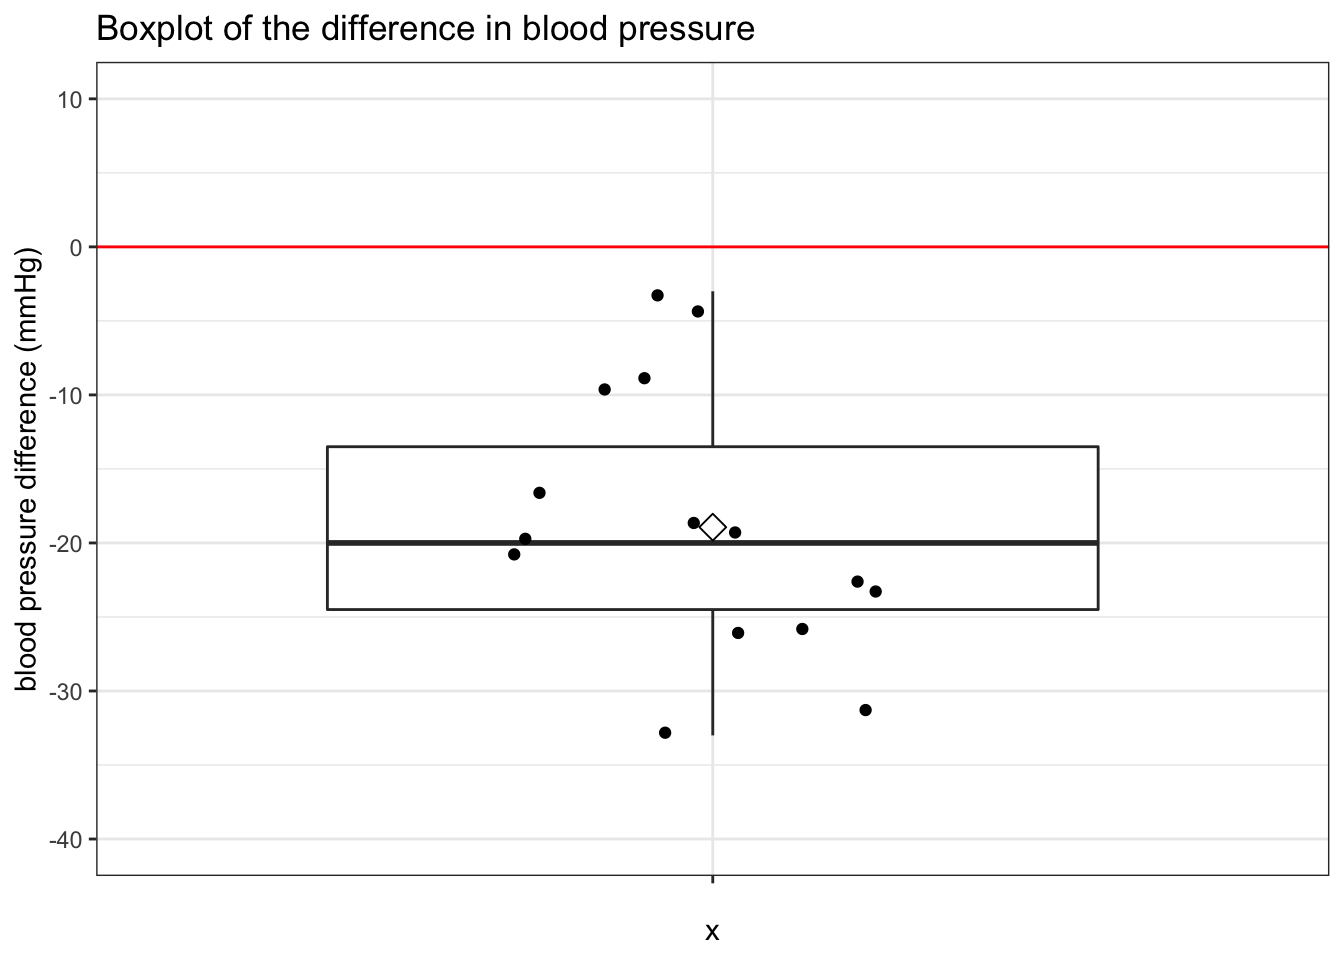 Boxplot of the difference in blood pressure
blood pressure difference (mmHg)
10
0
-10
-20
-30
-40
x